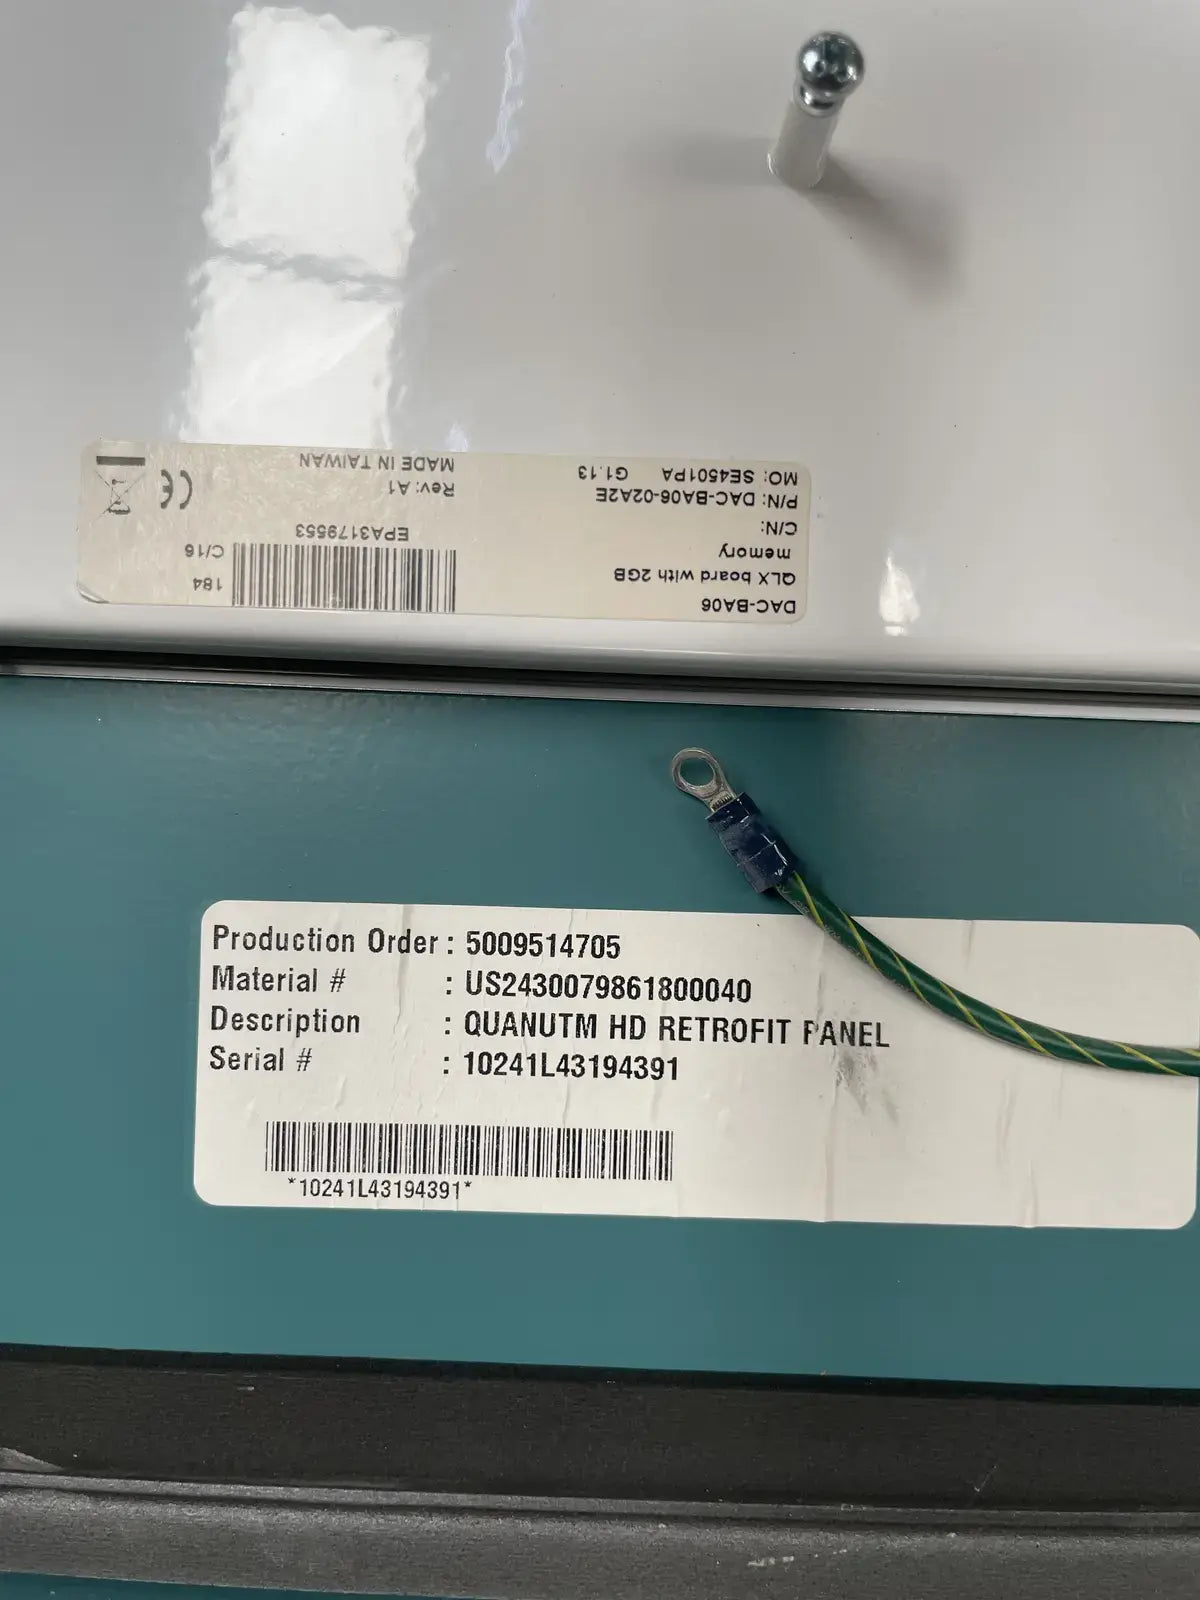 DAC-BA06
QLX board with 2GB
memory
C/N:
P/N: DAC-BA06-02A2E
MO: SE4501PA G1.13
184
C/16
EPA3179553
Rev: A1
MADE IN TAIWAN
CE
Production Order : 5009514705
Material # : US2430079861800040
Description : QUANUTM HD RETROFIT PANEL
Serial # : 10241L43194391
*10241L43194391*